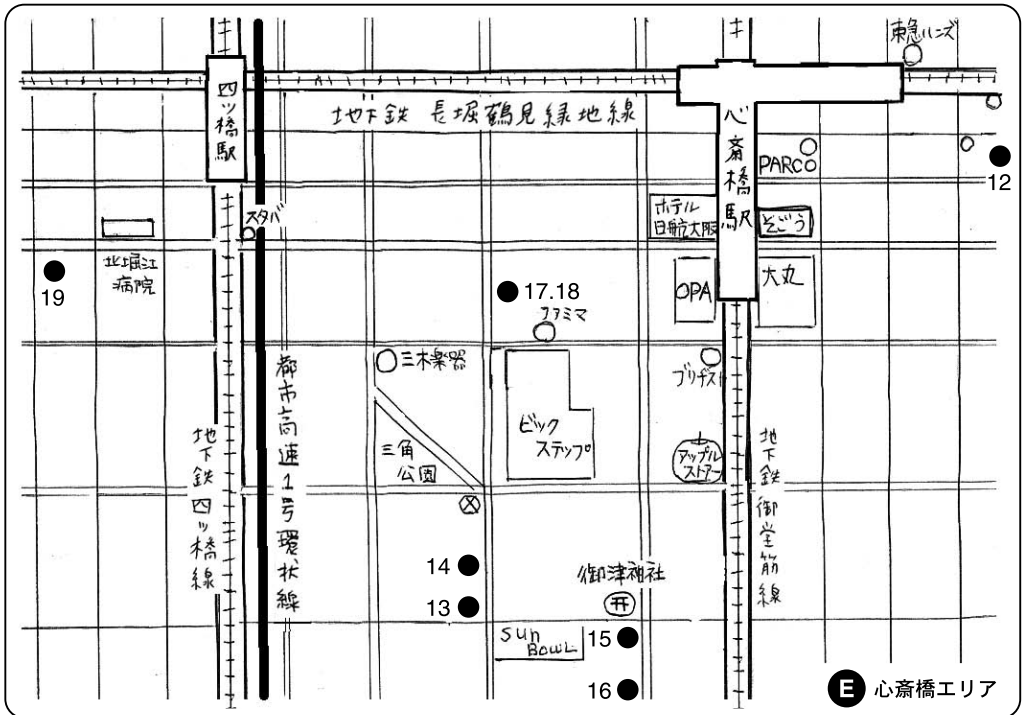 東急ハンズ
四ツ橋駅
地下鉄 長堀鶴見緑地線
心斎橋駅
PARCO
12
スタバ
ホテル
日航大阪
そごう
北堀江
病院
19
17.18
ファミマ
OPA
大丸
三木楽器
ブリヂスト
都市高速1号環状線
ビック
ステップ
三角
公園
アップル
ストアー
地下鉄四ッ橋線
地下鉄御堂筋線
14
13
御津神社
Sun
BOWL
15
16
E 心斎橋エリア